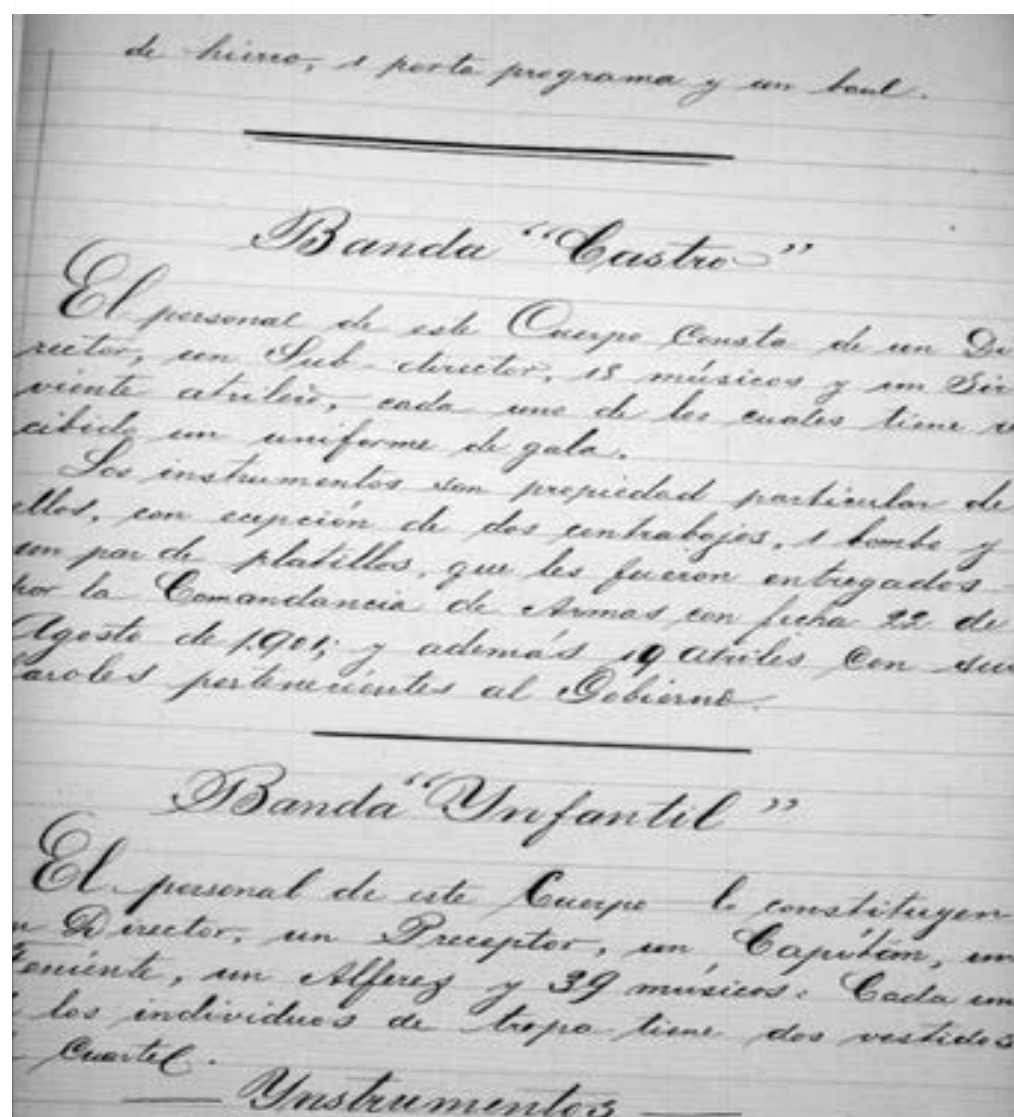 de hierro, 1 porta programa y un baul.
Banda "Castro"
El personal de este Cuerpo Consta de un Di
rector, un Sub-director, 18 músicos y un Sir
viente atrilero, cada uno de los cuales tiene re
cibido un uniforme de gala.
Los instrumentos son propiedad particular de
ellos, con expción de dos contrabajos, 1 bombo y
un par de platillos, que les fueron entregados
por la Comandancia de Armas con fecha 22 de
Agosto de 1.901; y además 19 atriles Con sus
faroles pertenecientes al Gobierno.
Banda "Ynfantil"
El personal de este Cuerpo lo constituyen
un Director, un Preceptor, un Capitán, un
Teniente, un Alferez y 39 músicos: Cada uno
de los individuos de tropa tiene dos vestidos
Cuartel.
Ynstrumentos